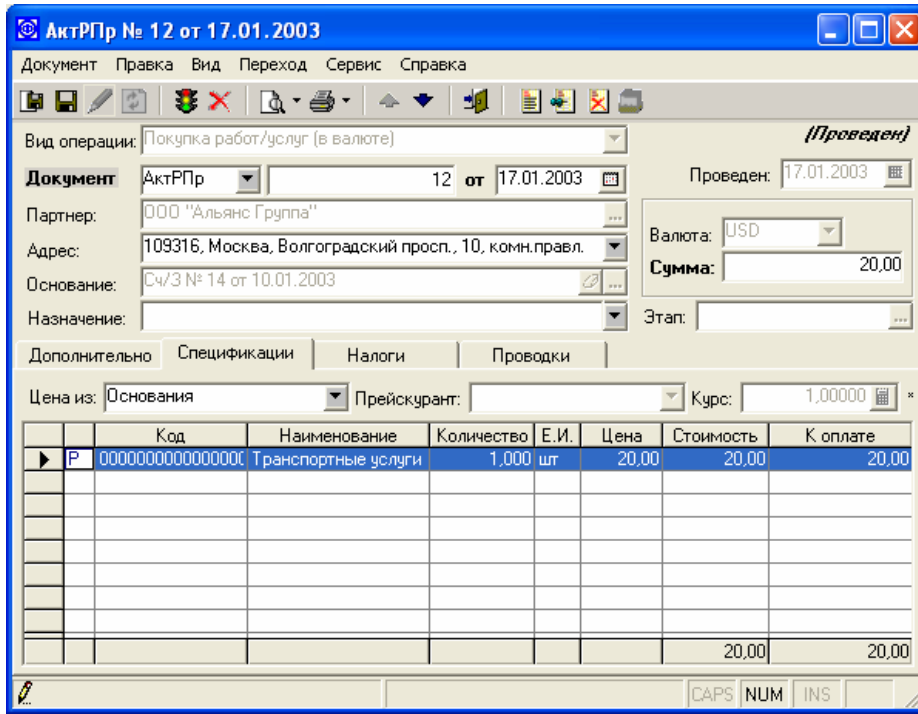 АктРПр № 12 от 17.01.2003
Документ Правка Вид Переход Сервис Справка
Вид операции: Покупка работ/услуг (в валюте) [Проведен]
Документ АктРПр 12 от 17.01.2003 Проведен: 17.01.2003
Партнер: ООО "Альянс Группа" ...
Валюта: USD
Адрес: 109316, Москва, Волгоградский просп., 10, комн.правл.
Сумма: 20,00
Основание: Сч/З № 14 от 10.01.2003 ...
Назначение: Этап: ...
Дополнительно Спецификации Налоги Проводки
Цена из: Основания Прейскурант: Курс: 1,00000 *
Код Наименование Количество Е.И. Цена Стоимость К оплате
Р 0000000000000000( Транспортные услуги 1,000 шт 20,00 20,00 20,00
20,00 20,00
CAPS NUM INS